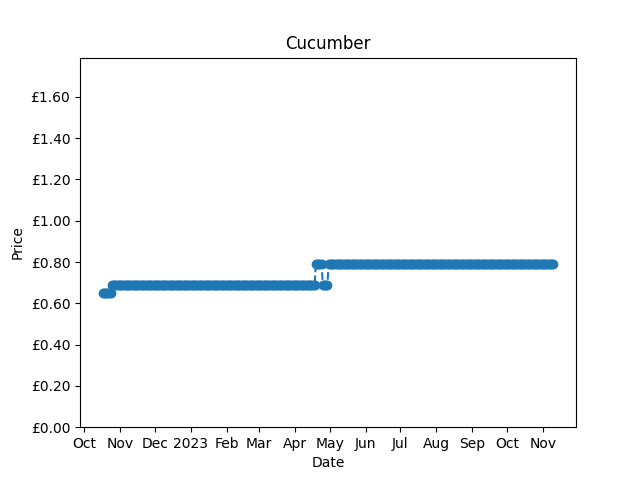 Cucumber
£1.60
£1.40
£1.20
£1.00
£0.80
£0.60
£0.40
£0.20
£0.00
Price
Oct Nov Dec 2023 Feb Mar Apr May Jun Jul Aug Sep Oct Nov
Date